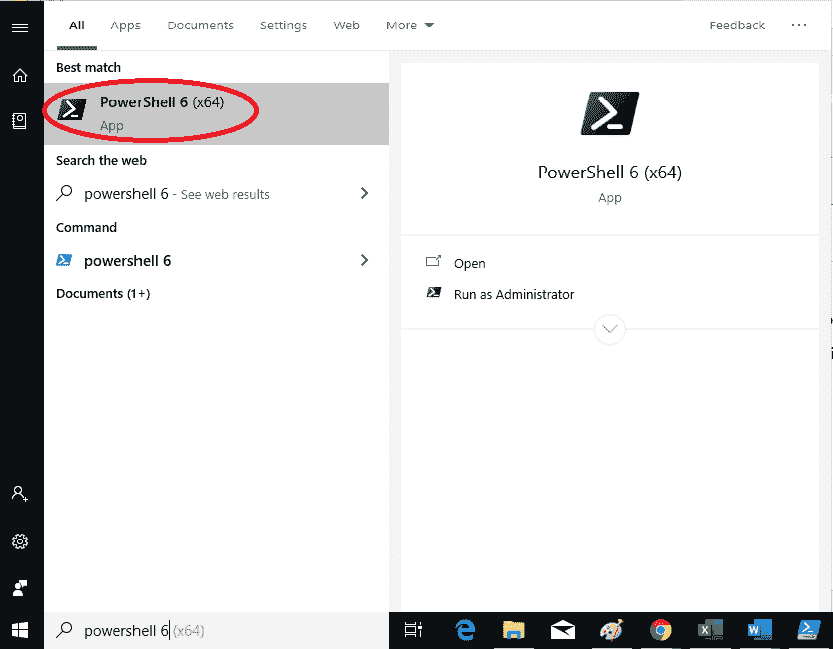 All Apps Documents Settings Web More Feedback ...
Best match
PowerShell 6 (x64)
App
Search the web
powershell 6 - See web results
Command
powershell 6
Documents (1+)
PowerShell 6 (x64)
App
Open
Run as Administrator
powershell 6 (x64)